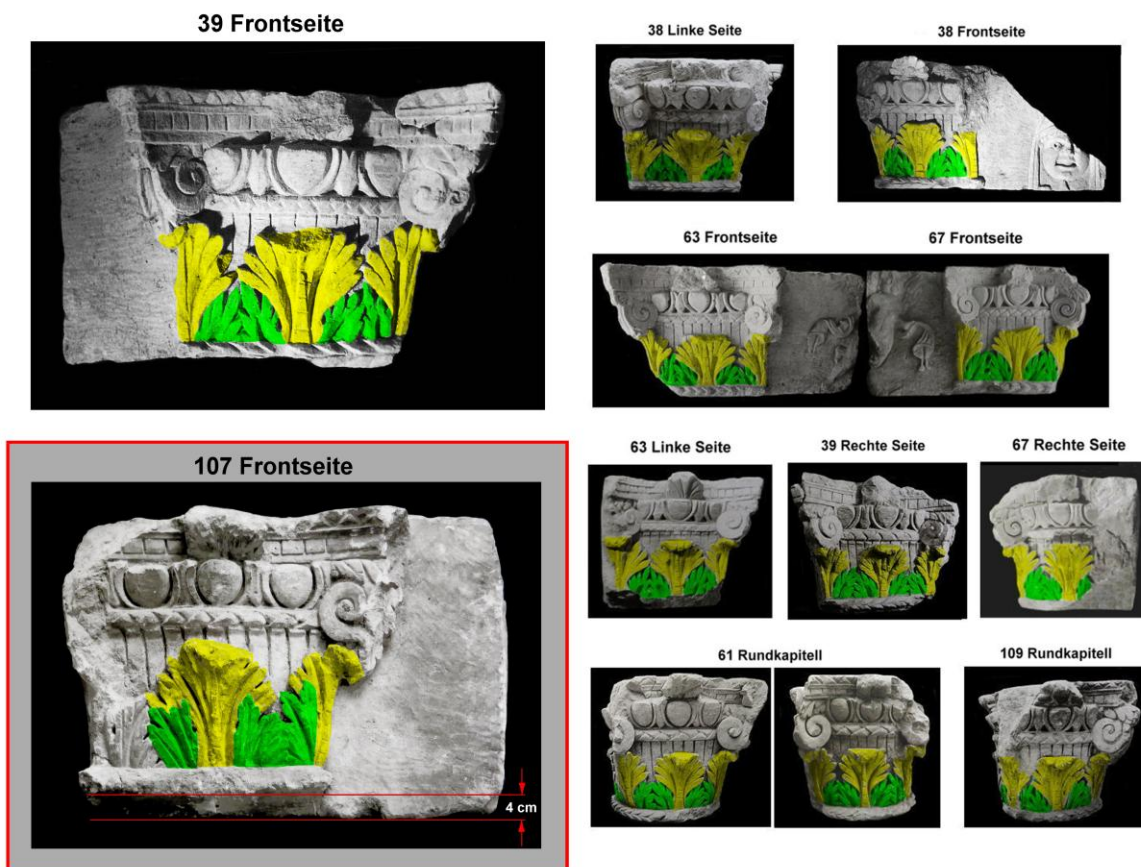 39 Frontseite
38 Linke Seite
38 Frontseite
63 Frontseite
67 Frontseite
107 Frontseite
4 cm
63 Linke Seite
39 Rechte Seite
67 Rechte Seite
61 Rundkapitell
109 Rundkapitell